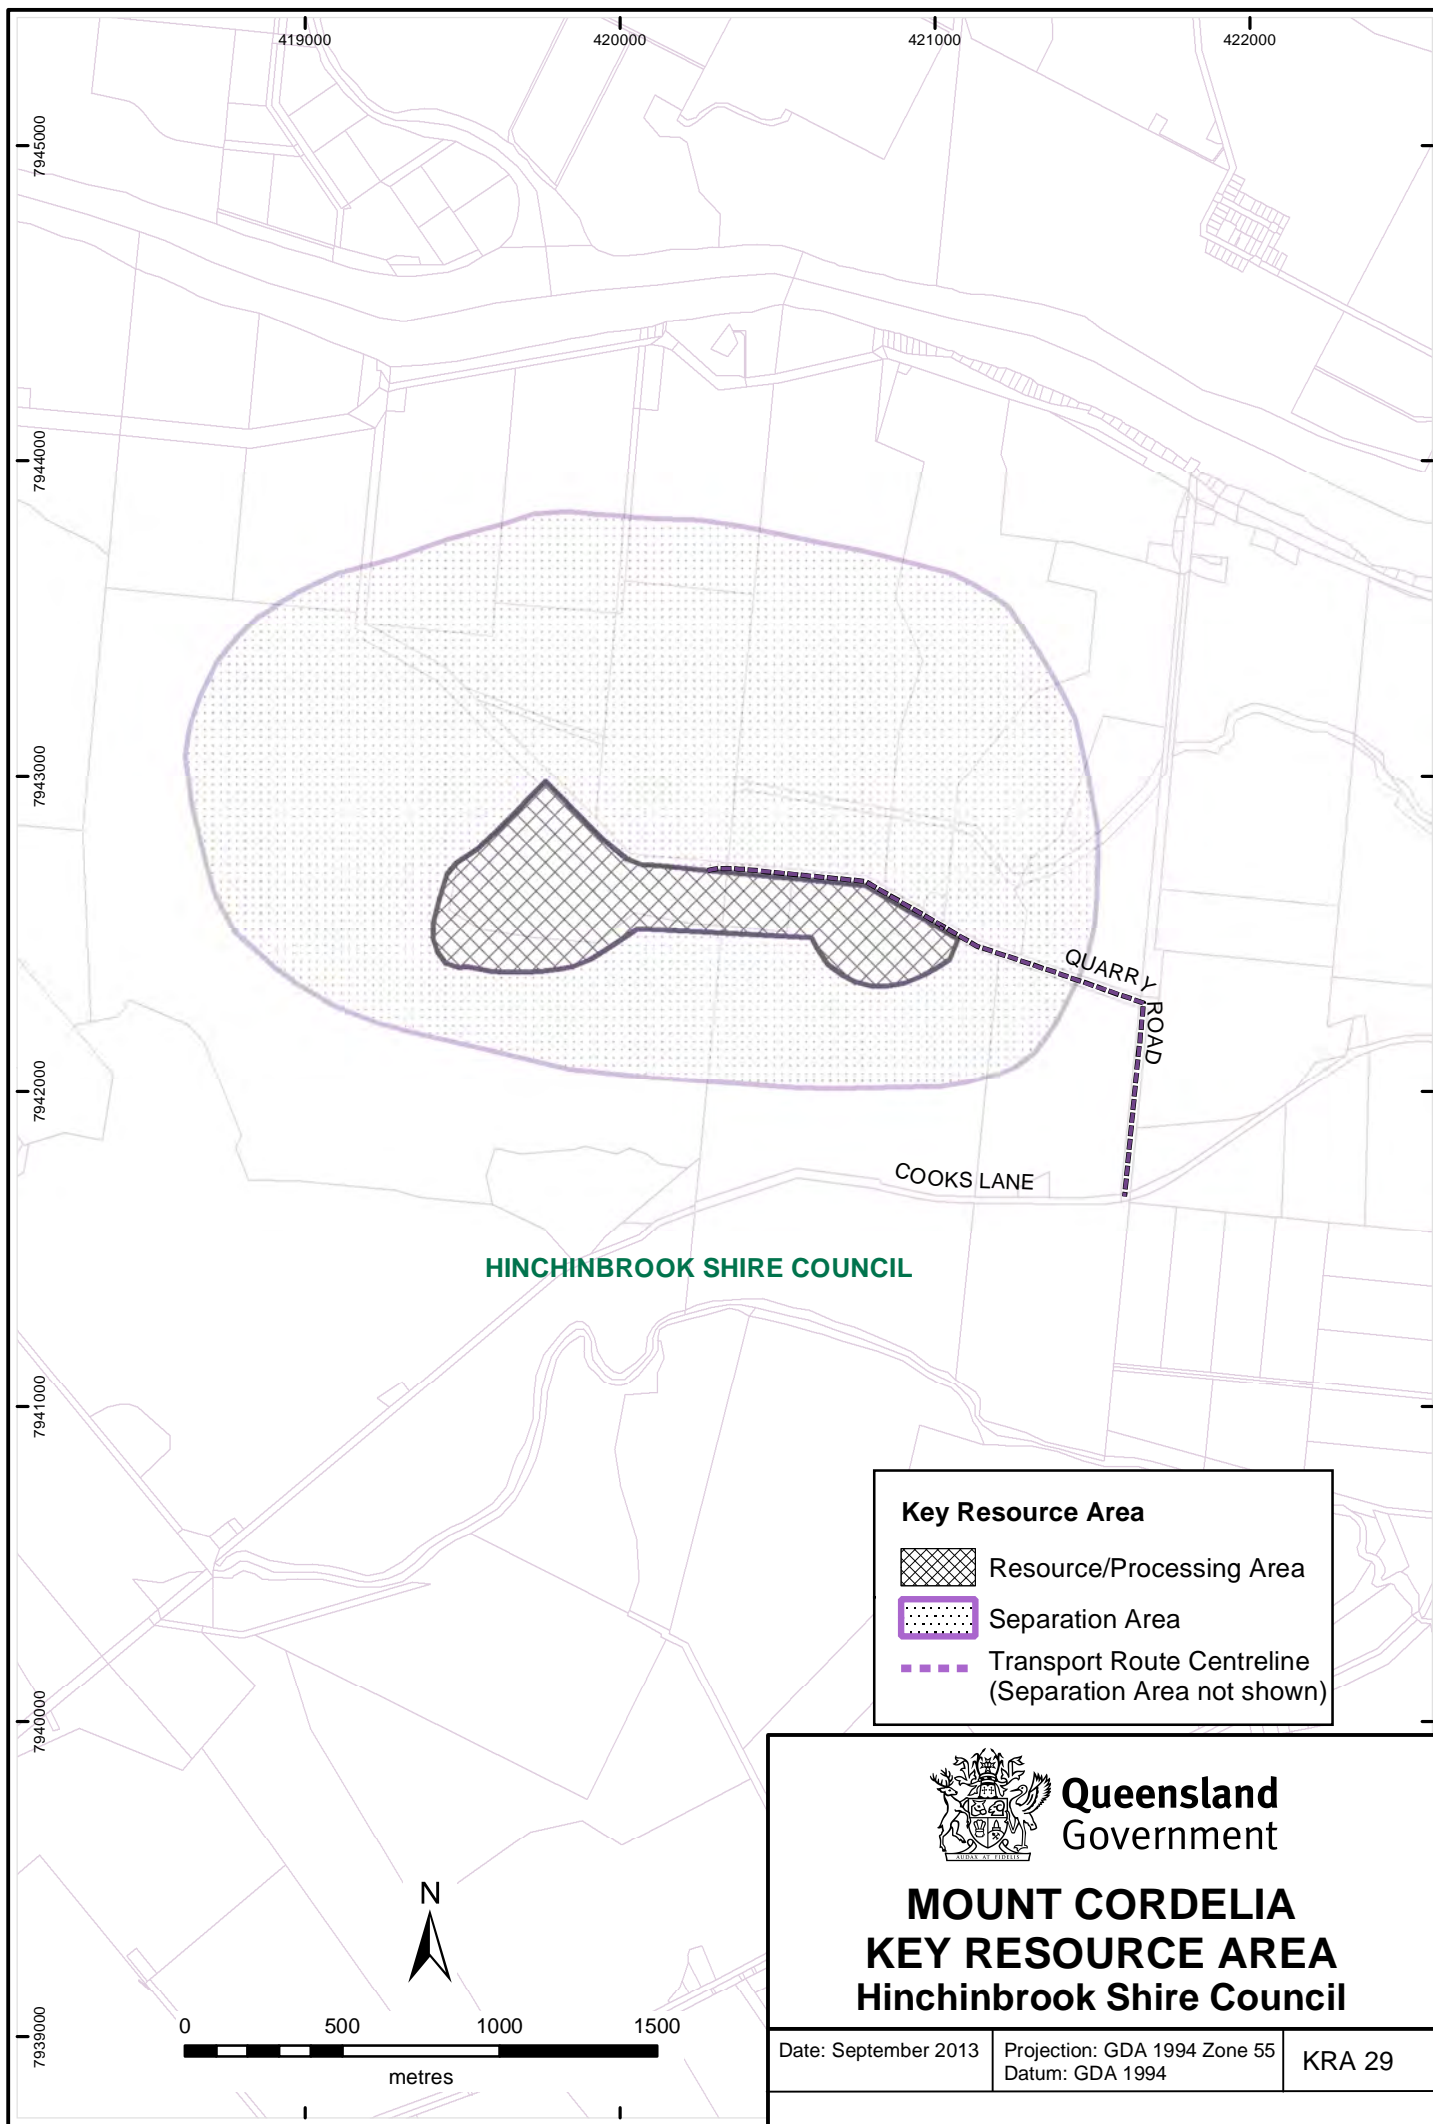 419000
420000
421000
422000
7945000
7944000
7943000
7942000
7941000
7940000
7939000
QUARRY
ROAD
COOKS LANE
HINCHINBROOK SHIRE COUNCIL
Key Resource Area
Resource/Processing Area
Separation Area
Transport Route Centreline
(Separation Area not shown)
AUDAX AT FIDELIS
Queensland
Government
MOUNT CORDELIA
KEY RESOURCE AREA
Hinchinbrook Shire Council
Date: September 2013
Projection: GDA 1994 Zone 55
Datum: GDA 1994
KRA 29
N
0 500 1000 1500
metres